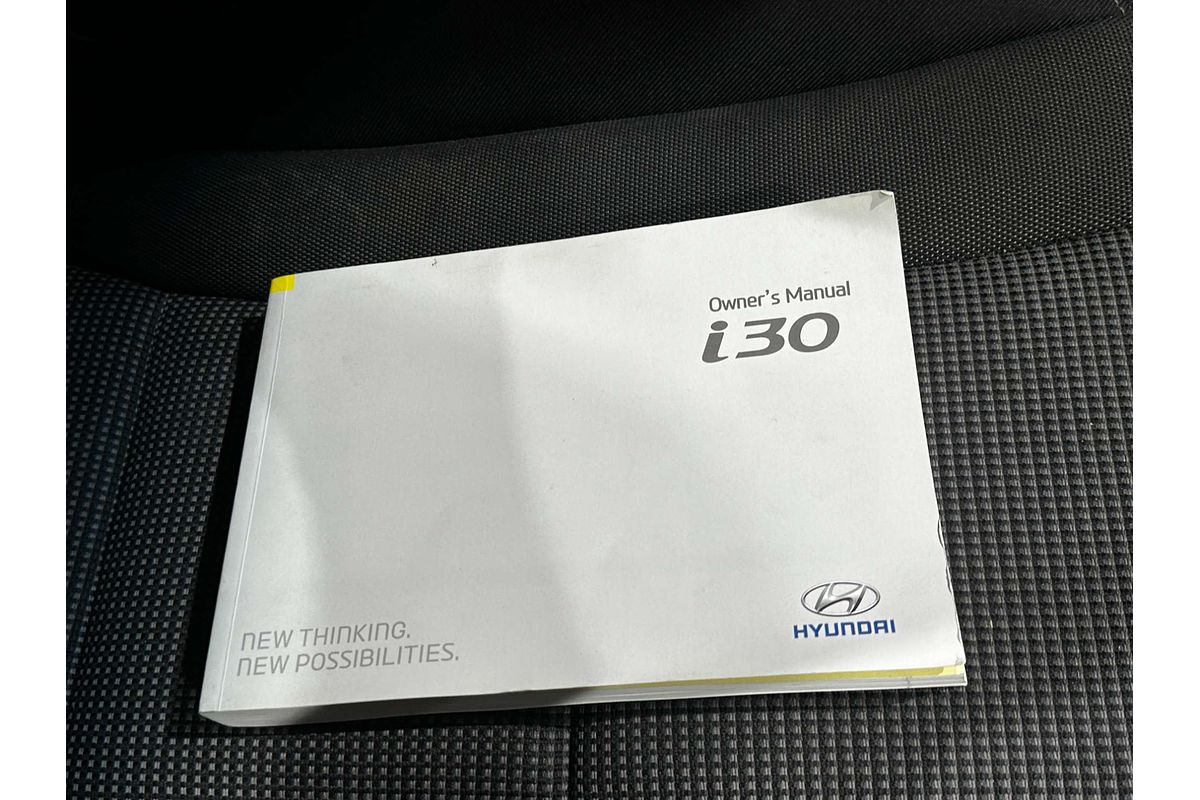 Owner's Manual
i30
NEW THINKING.
NEW POSSIBILITIES.
HYUNDAI